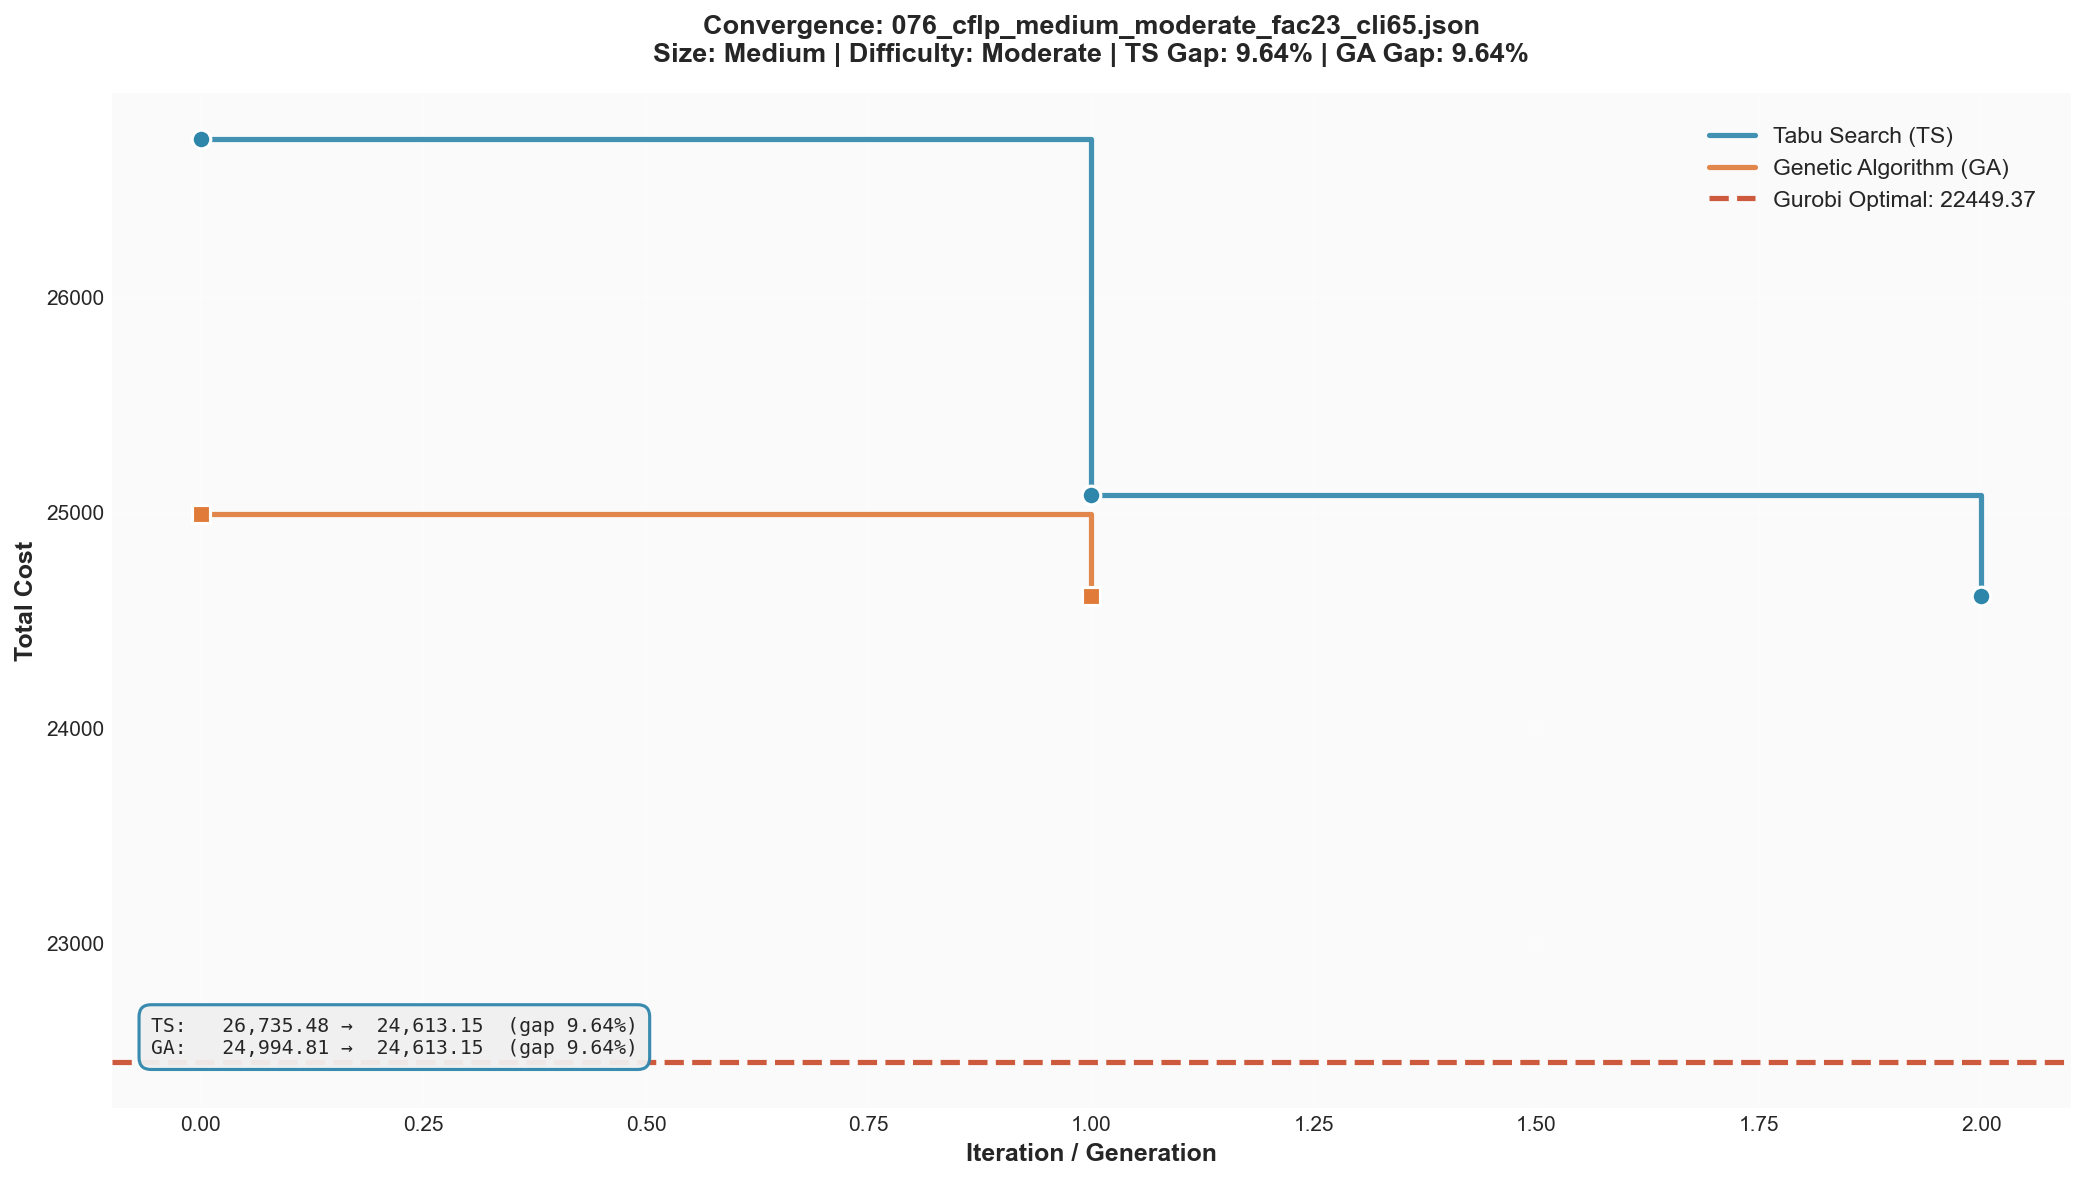 Convergence: 076_cflp_medium_moderate_fac23_cli65.json
Size: Medium | Difficulty: Moderate | TS Gap: 9.64% | GA Gap: 9.64%
Tabu Search (TS)
Genetic Algorithm (GA)
Gurobi Optimal: 22449.37
Total Cost
26000
25000
24000
23000
TS:   26,735.48 →  24,613.15  (gap 9.64%)
GA:   24,994.81 →  24,613.15  (gap 9.64%)
0.00 0.25 0.50 0.75 1.00 1.25 1.50 1.75 2.00
Iteration / Generation